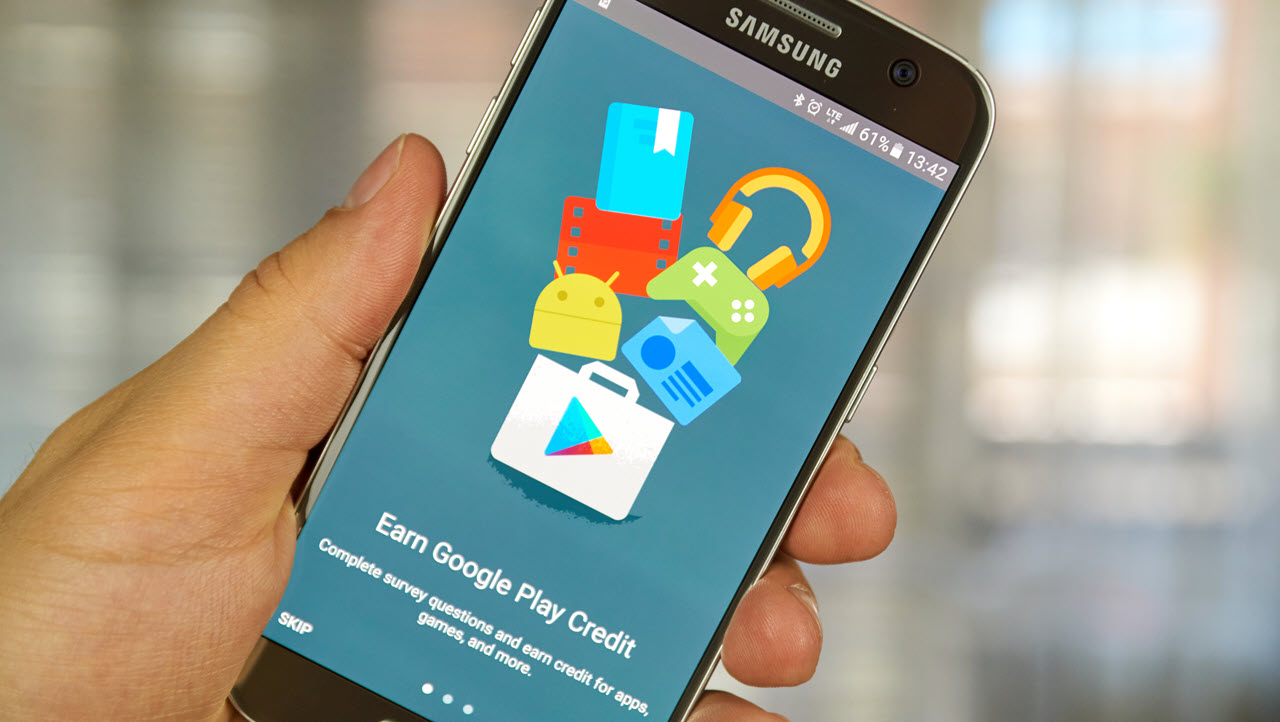 SAMSUNG
LTE 61% 13:42
Earn Google Play Credit
Complete survey questions and earn credit for apps,
games, and more.
SKIP